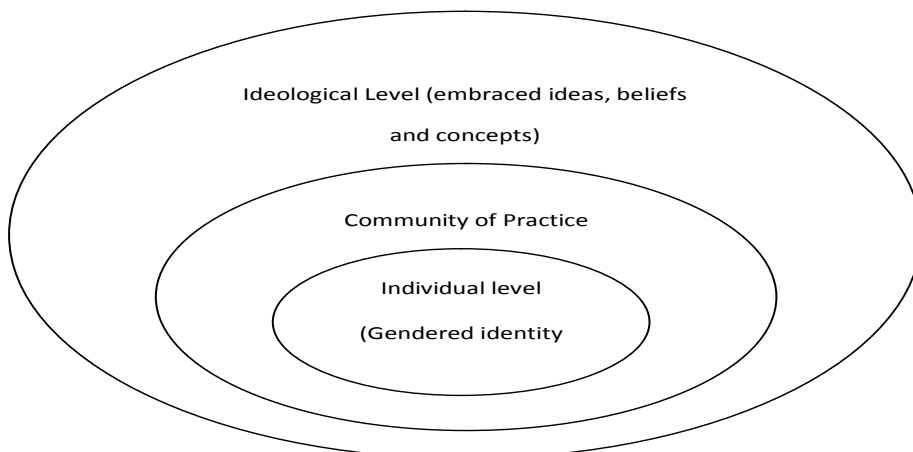 Ideological Level (embraced ideas, beliefs
and concepts)
Community of Practice
Individual level
(Gendered identity